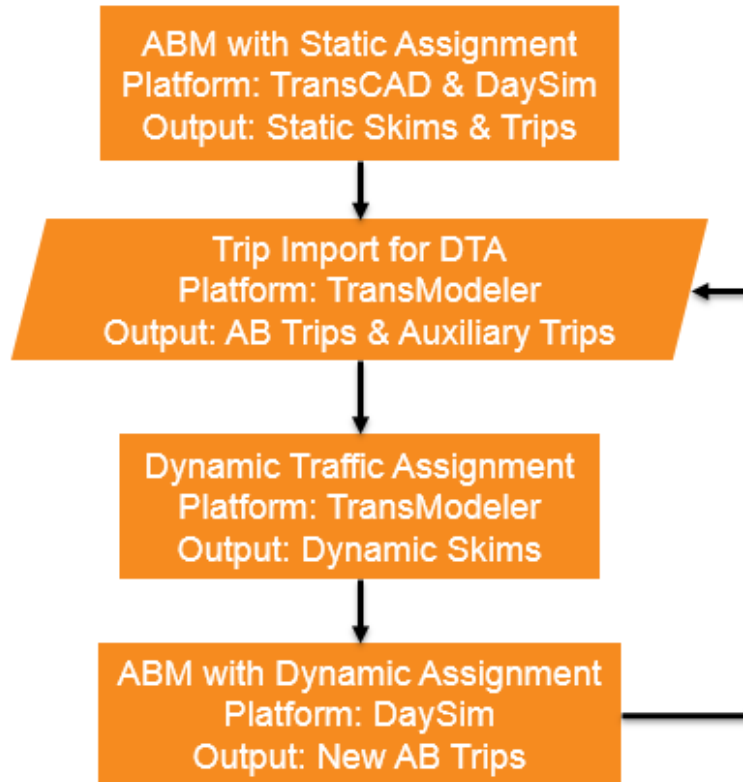 ABM with Static Assignment
Platform: TransCAD & DaySim
Output: Static Skims & Trips
Trip Import for DTA
Platform: TransModeler
Output: AB Trips & Auxiliary Trips
Dynamic Traffic Assignment
Platform: TransModeler
Output: Dynamic Skims
ABM with Dynamic Assignment
Platform: DaySim
Output: New AB Trips